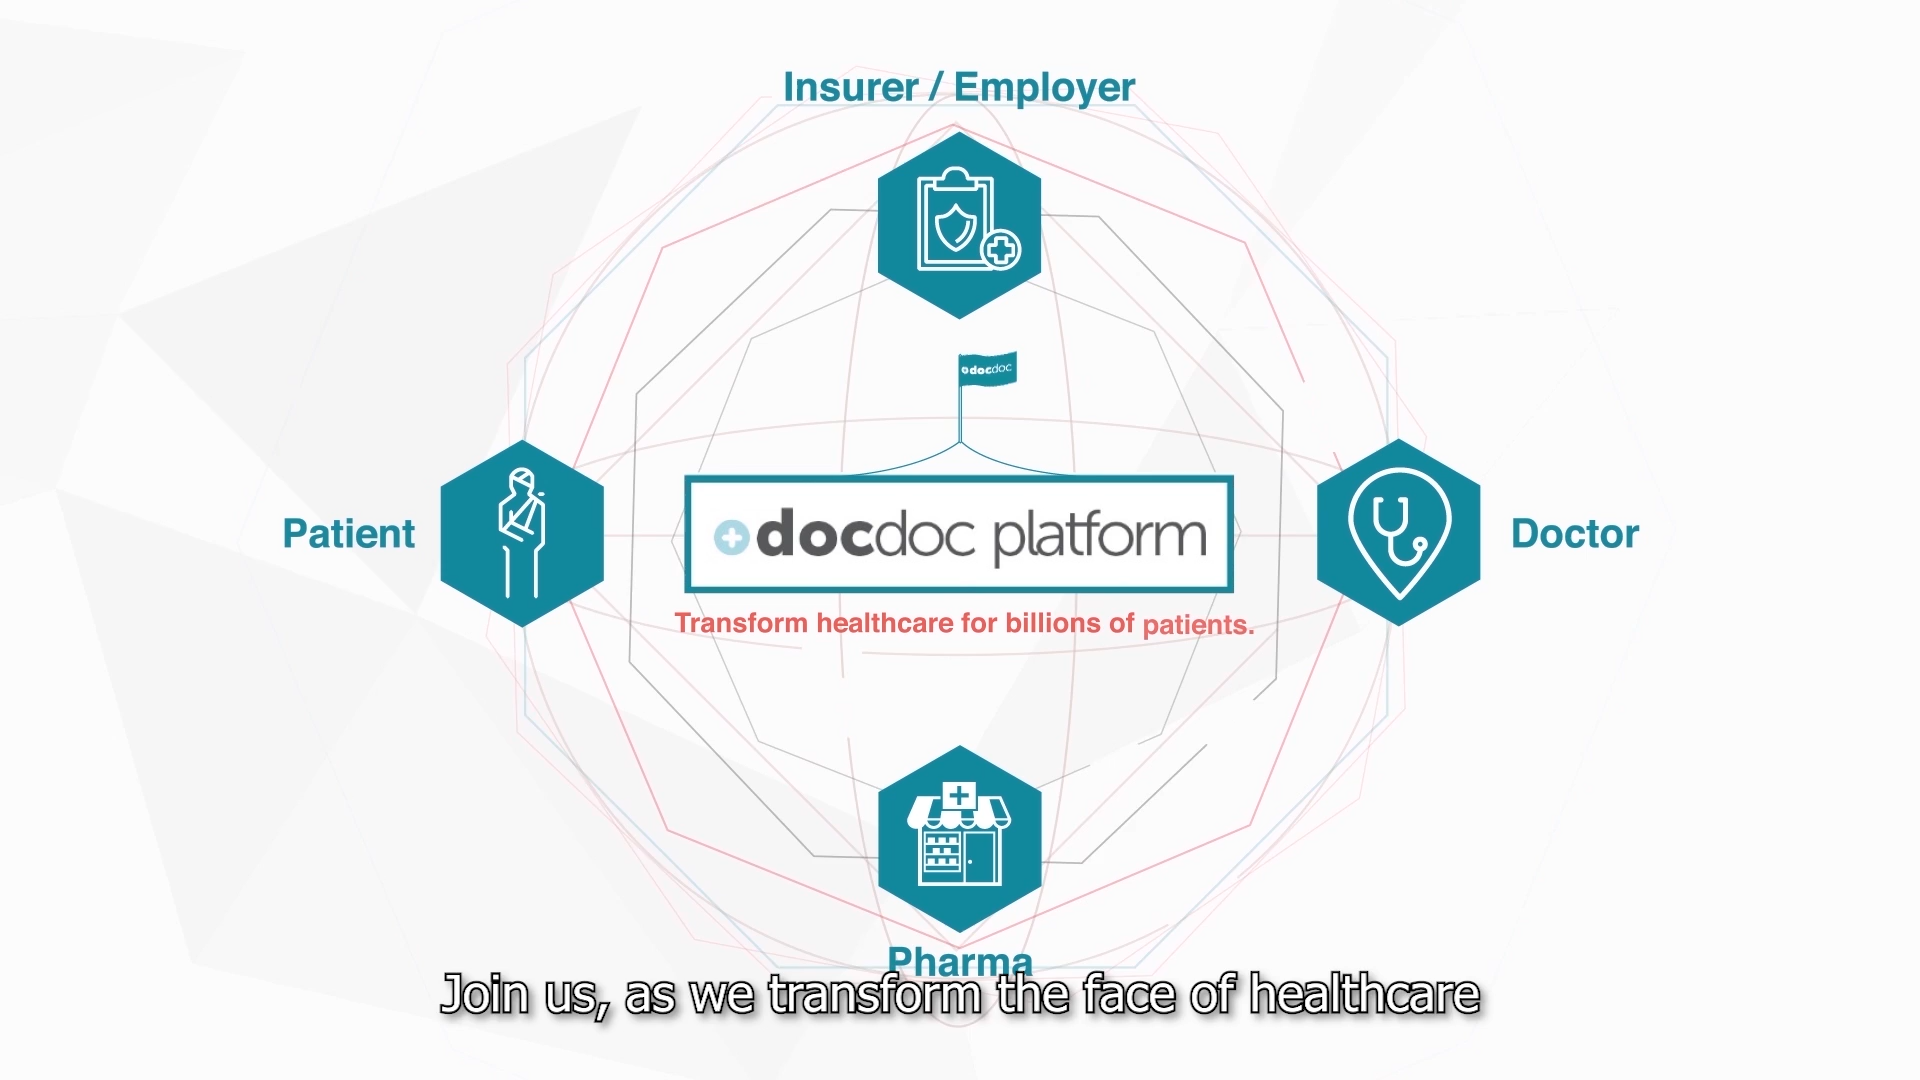 Insurer / Employer
docdoc
Patient
docdoc platform
Doctor
Transform healthcare for billions of patients.
Pharma
Join us, as we transform the face of healthcare